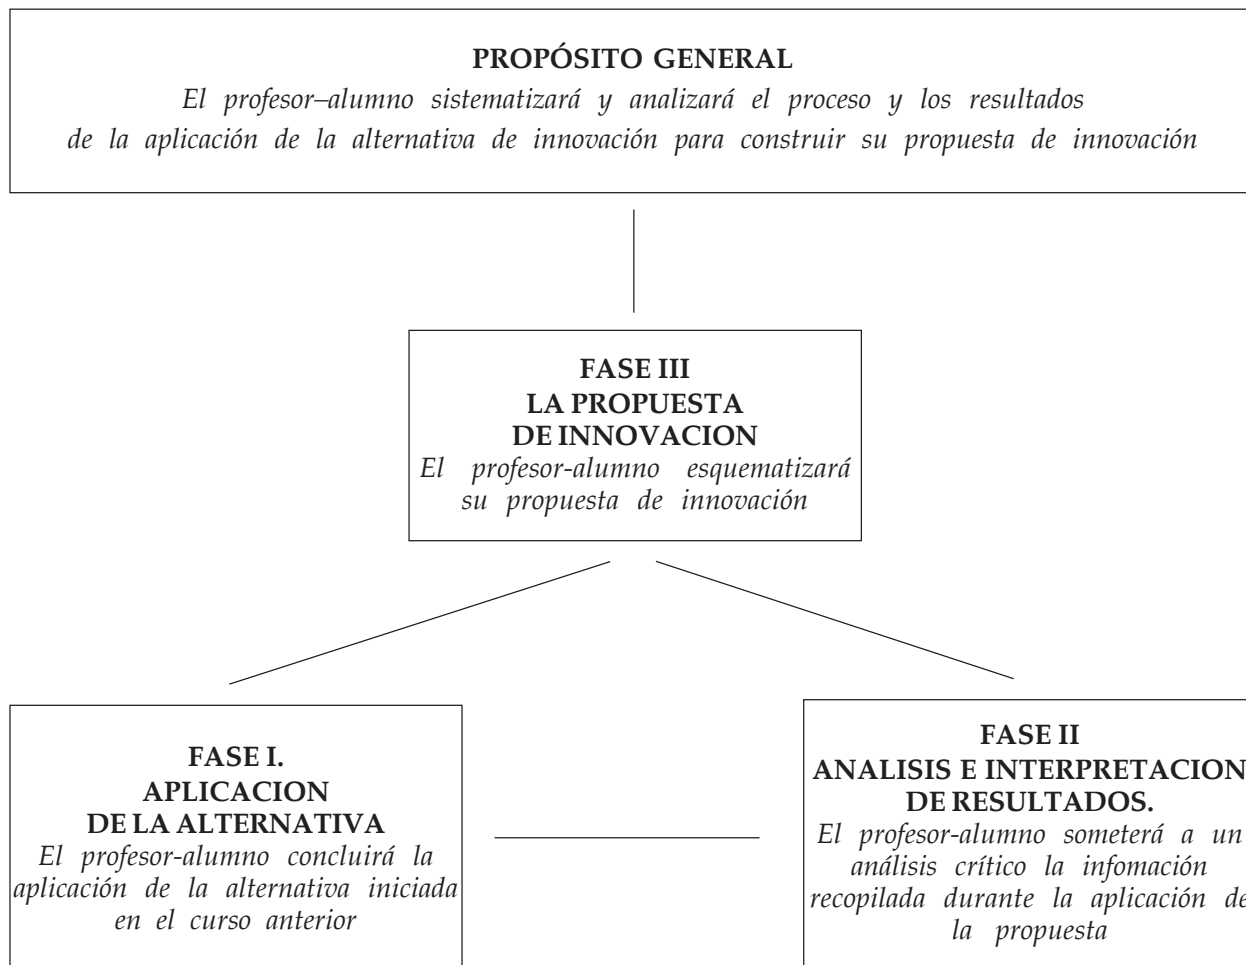 PROPÓSITO GENERAL
El profesor–alumno sistematizará y analizará el proceso y los resultados
de la aplicación de la alternativa de innovación para construir su propuesta de innovación
FASE III
LA PROPUESTA
DE INNOVACION
El profesor-alumno esquematizará
su propuesta de innovación
FASE I.
APLICACION
DE LA ALTERNATIVA
El profesor-alumno concluirá la
aplicación de la alternativa iniciada
en el curso anterior
FASE II
ANALISIS E INTERPRETACION
DE RESULTADOS.
El profesor-alumno someterá a un
análisis crítico la infomación
recopilada durante la aplicación de
la propuesta